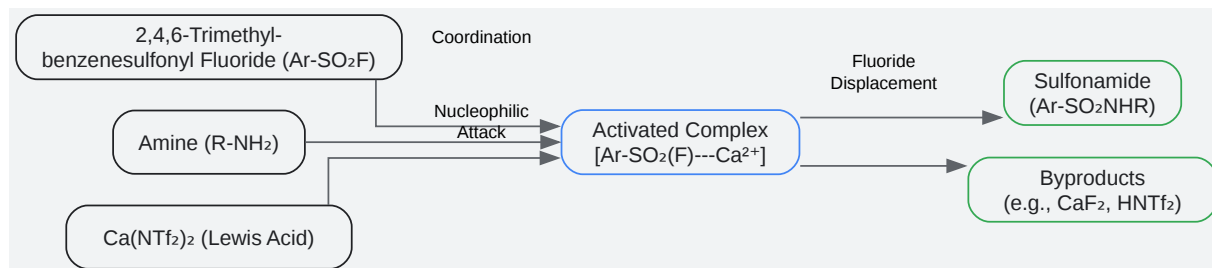 2,4,6-Trimethyl-
benzenesulfonyl Fluoride (Ar-SO₂F)
Coordination
Nucleophilic
Attack
Amine (R-NH₂)
Ca(NTf₂)₂ (Lewis Acid)
Activated Complex
[Ar-SO₂(F)---Ca²⁺]
Fluoride
Displacement
Sulfonamide
(Ar-SO₂NHR)
Byproducts
(e.g., CaF₂, HNTf₂)